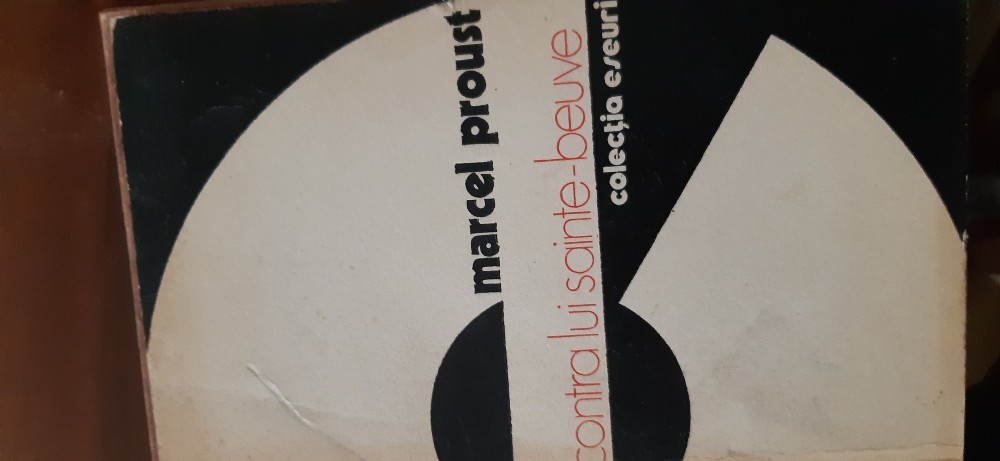 marcel proust
contra lui sainte-beuve
colecția eseuri